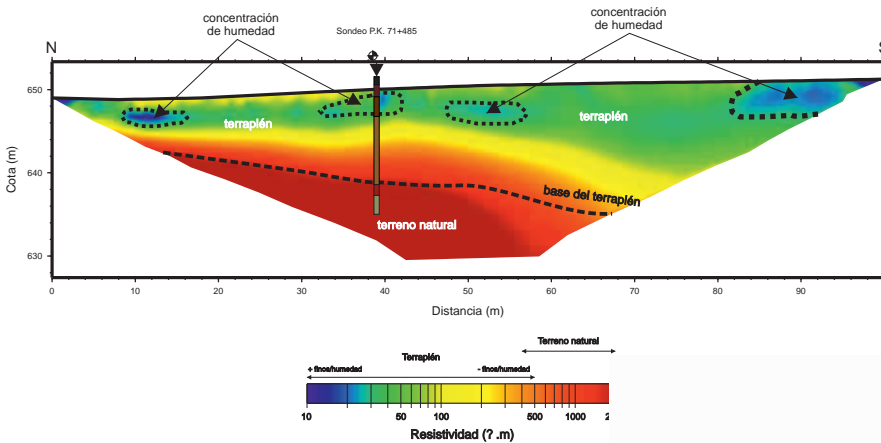 concentración
de humedad
concentración
de humedad
Sondeo P.K. 71+485
N
S
650
640
630
Cota (m)
terraplén
terraplén
base del terraplén
terreno natural
0 10 20 30 40 50 60 70 80 90
Distancia (m)
Terreno natural
Terraplén
+ finos/humedad
- finos/humedad
10 50 100 500 1000 2
Resistividad (? .m)